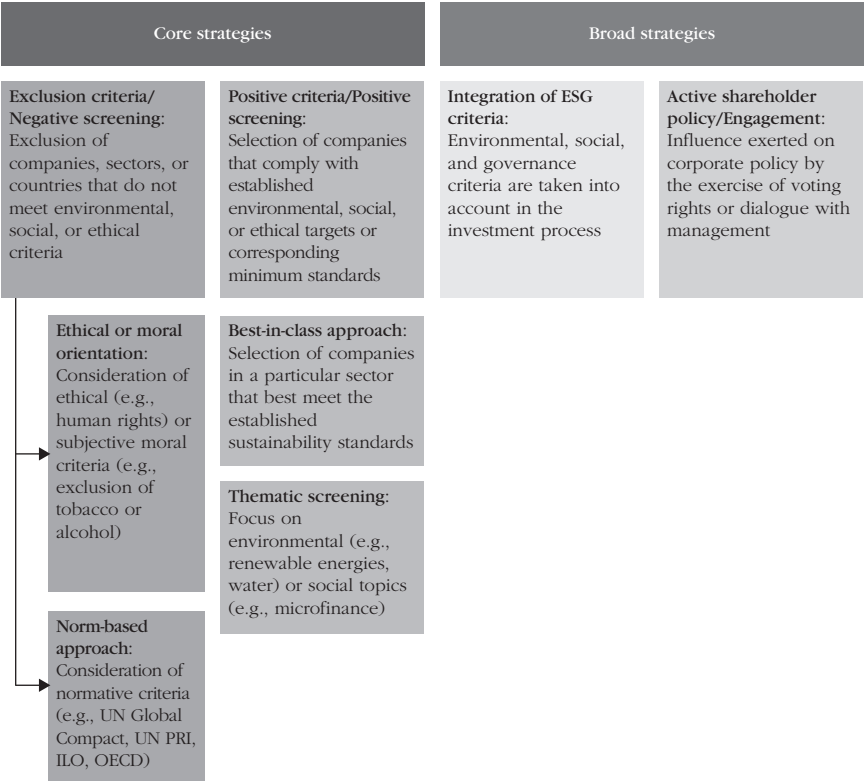 Core strategies
Broad strategies
Exclusion criteria/
Negative screening:
Exclusion of
companies, sectors, or
countries that do not
meet environmental,
social, or ethical
criteria
Positive criteria/Positive
screening:
Selection of companies
that comply with
established
environmental, social,
or ethical targets or
corresponding
minimum standards
Integration of ESG
criteria:
Environmental, social,
and governance
criteria are taken into
account in the
investment process
Active shareholder
policy/Engagement:
Influence exerted on
corporate policy by
the exercise of voting
rights or dialogue with
management
Ethical or moral
orientation:
Consideration of
ethical (e.g.,
human rights) or
subjective moral
criteria (e.g.,
exclusion of
tobacco or
alcohol)
Best-in-class approach:
Selection of companies
in a particular sector
that best meet the
established
sustainability standards
Thematic screening:
Focus on
environmental (e.g.,
renewable energies,
water) or social topics
(e.g., microfinance)
Norm-based
approach:
Consideration of
normative criteria
(e.g., UN Global
Compact, UN PRI,
ILO, OECD)